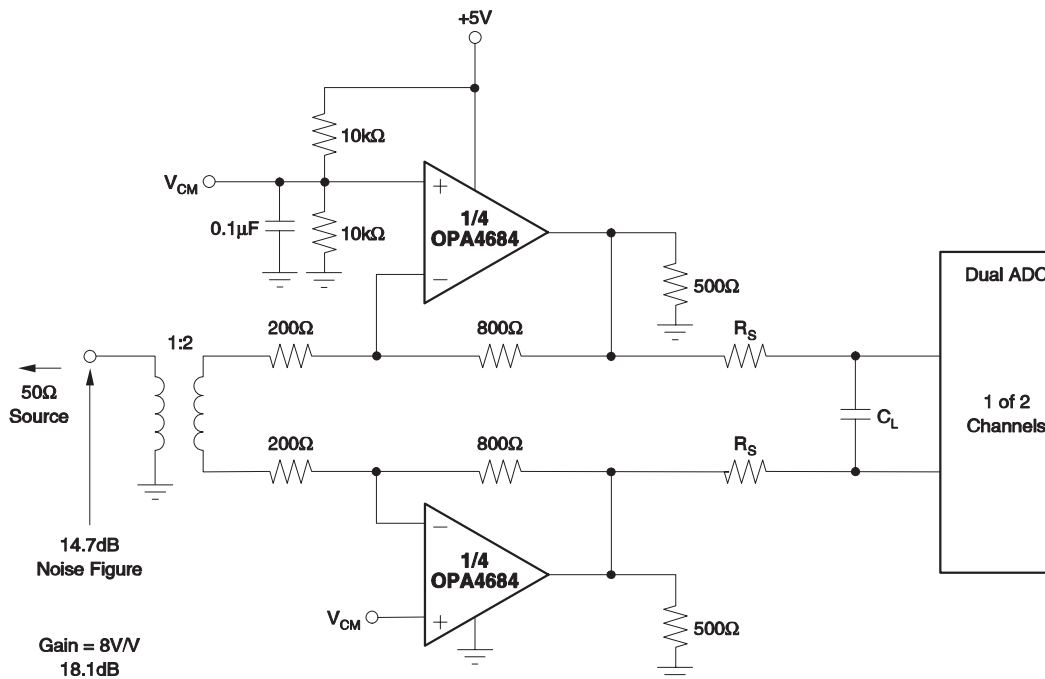 +5V
10kΩ
V_CM
0.1μF
10kΩ
+
1/4
OPA4684
−
500Ω
Dual ADC
1:2
200Ω
800Ω
R_S
50Ω
Source
C_L
1 of 2
Channels
200Ω
800Ω
R_S
14.7dB
Noise Figure
−
1/4
OPA4684
+
V_CM
500Ω
Gain = 8V/V
18.1dB